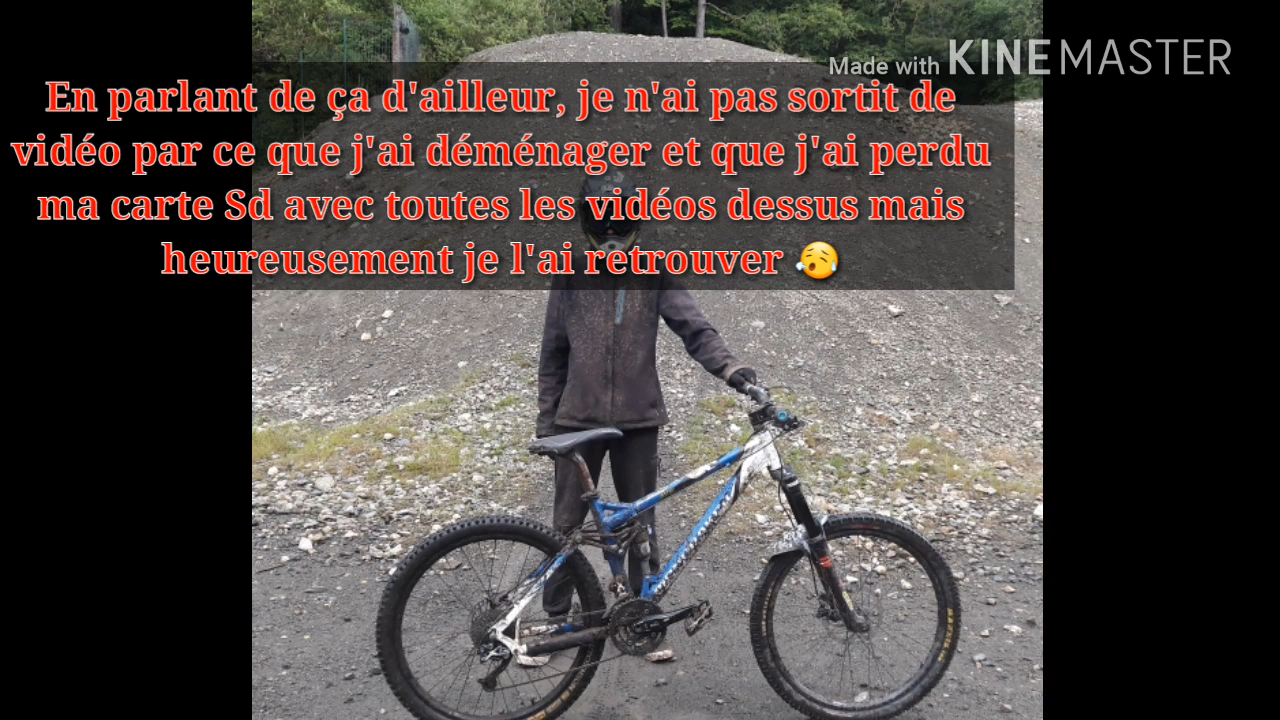 Made with KINEMASTER
En parlant de ça d'ailleur, je n'ai pas sortit de
vidéo par ce que j'ai déménager et que j'ai perdu
ma carte Sd avec toutes les vidéos dessus mais
heureusement je l'ai retrouver 😥